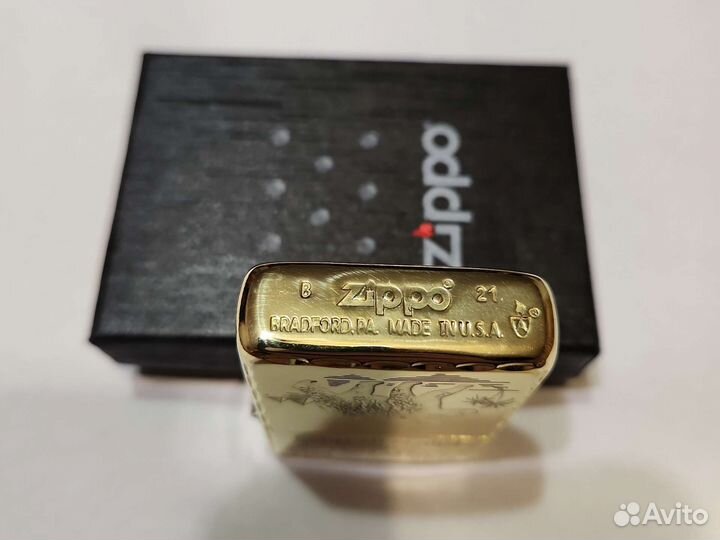 zippo
B Zippo 21
BRADFORD, PA. MADE IN U.S.A.
Avito